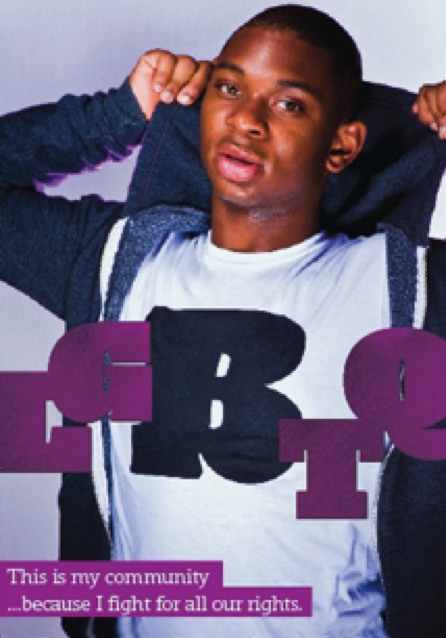 LGBTQ
This is my community
...because I fight for all our rights.